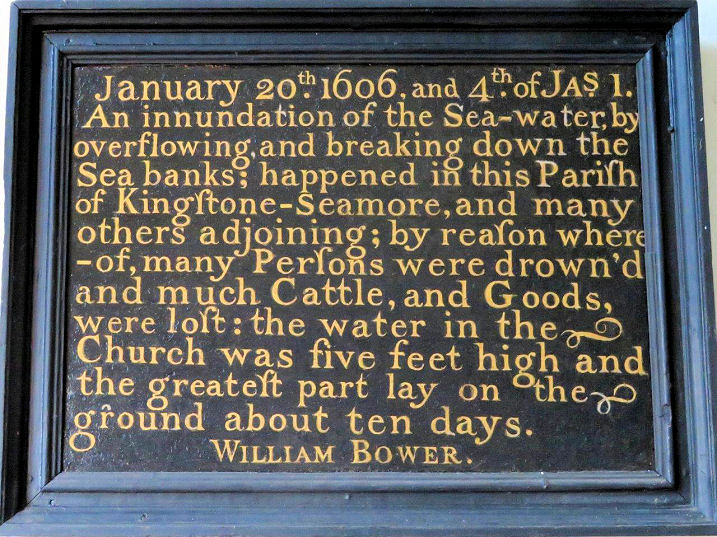 January 20th. 1606, and 4th. of JAS 1.
An innundation of the Sea-water, by
overflowing, and breaking down the
Sea banks; happened in this Pariſh
of Kingſtone-Seamore, and many
others adjoining; by reaſon where
-of, many Perſons were drown'd
and much Cattle, and Goods,
were loſt: the water in the
Church was five feet high and
the greateſt part lay on the
ground about ten days.
WILLIAM BOWER.